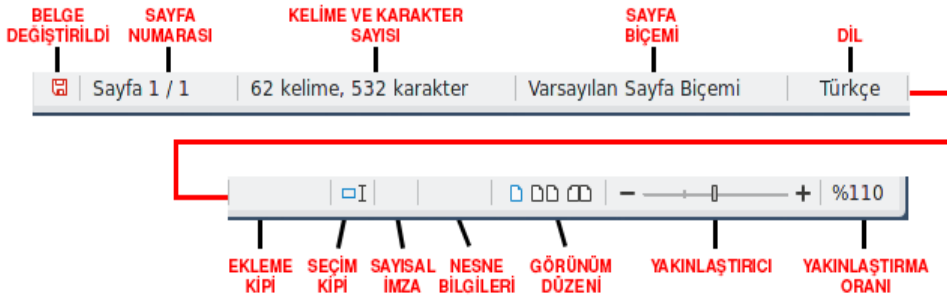 BELGE
DEĞİŞTİRİLDİ
SAYFA
NUMARASI
KELİME VE KARAKTER
SAYISI
SAYFA
BİÇEMİ
DİL
Sayfa 1 / 1
62 kelime, 532 karakter
Varsayılan Sayfa Biçemi
Türkçe
%110
EKLEME
KİPİ
SEÇİM
KİPİ
SAYISAL
İMZA
NESNE
BİLGİLERİ
GÖRÜNÜM
DÜZENİ
YAKINLAŞTIRICI
YAKINLAŞTIRMA
ORANI